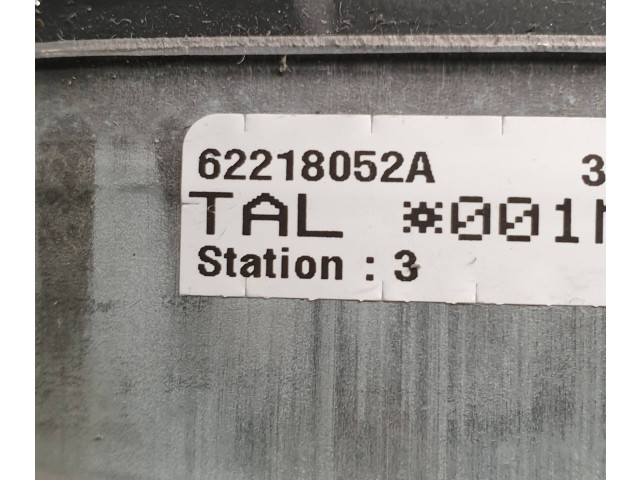 62218052A 3
TAL *001
Station : 3